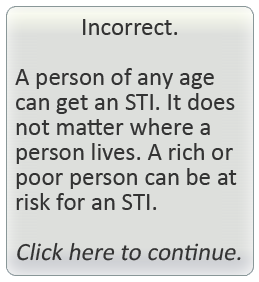 Incorrect.
A person of any age
can get an STI. It does
not matter where a
person lives. A rich or
poor person can be at
risk for an STI.
Click here to continue.